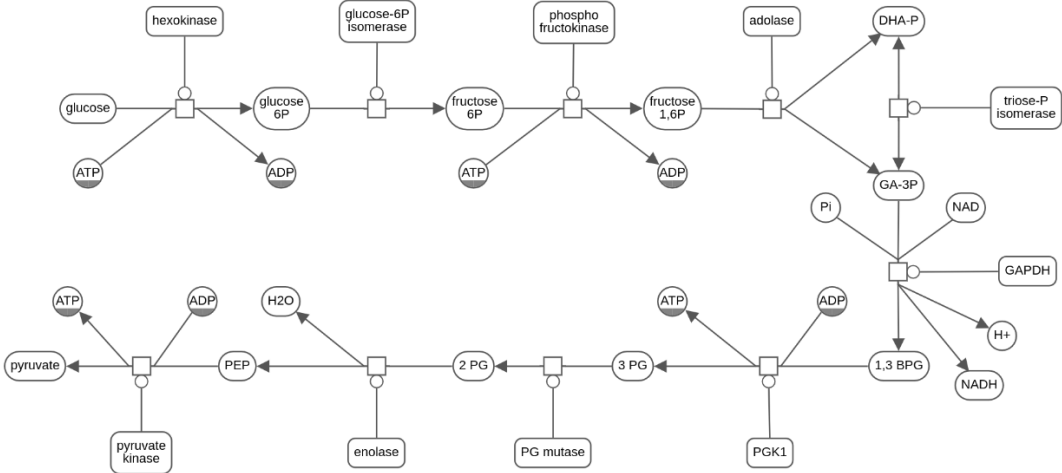 hexokinase
glucose-6P
isomerase
phospho
fructokinase
adolase
DHA-P
glucose
glucose
6P
fructose
6P
fructose
1,6P
triose-P
isomerase
ATP
ADP
ATP
ADP
GA-3P
Pi
NAD
GAPDH
ATP
ADP
H2O
ATP
ADP
H+
pyruvate
PEP
2 PG
3 PG
1,3 BPG
NADH
pyruvate
kinase
enolase
PG mutase
PGK1